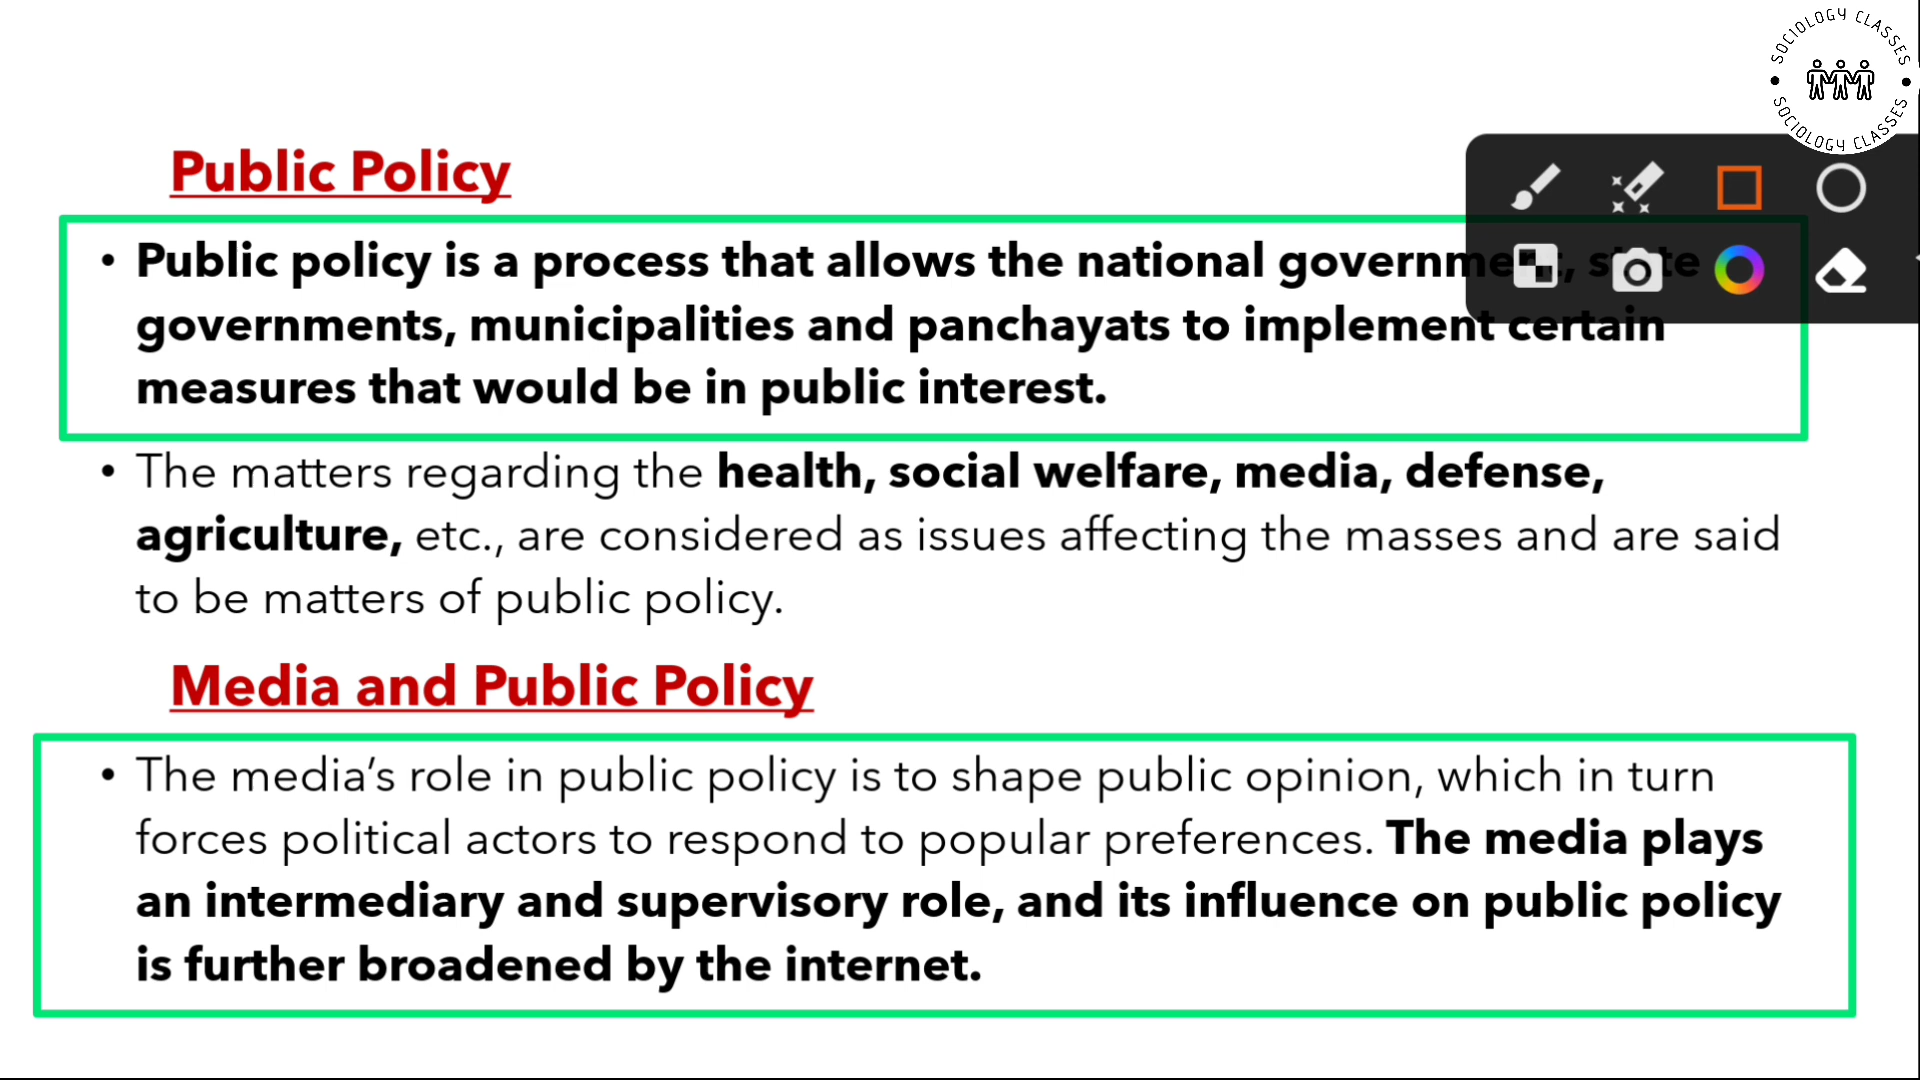 SOCIOLOGY CLASSES
SOCIOLOGY CLASSES
Public Policy
• Public policy is a process that allows the national government, state
governments, municipalities and panchayats to implement certain
measures that would be in public interest.
• The matters regarding the health, social welfare, media, defense,
agriculture, etc., are considered as issues affecting the masses and are said
to be matters of public policy.
Media and Public Policy
• The media’s role in public policy is to shape public opinion, which in turn
forces political actors to respond to popular preferences. The media plays
an intermediary and supervisory role, and its influence on public policy
is further broadened by the internet.